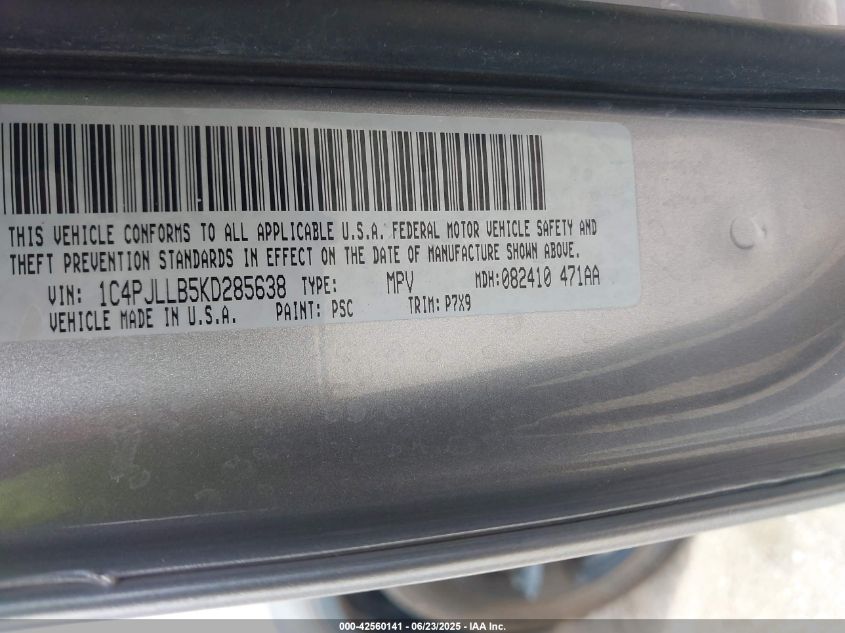 THIS VEHICLE CONFORMS TO ALL APPLICABLE U.S.A. FEDERAL MOTOR VEHICLE SAFETY AND
THEFT PREVENTION STANDARDS IN EFFECT ON THE DATE OF MANUFACTURE SHOWN ABOVE.
VIN: 1C4PJLLB5KD285638 TYPE: MPV MDH:082410 471AA
VEHICLE MADE IN U.S.A. PAINT: PSC TRIM: P7X9
000-42560141 - 06/23/2025 - IAA Inc.